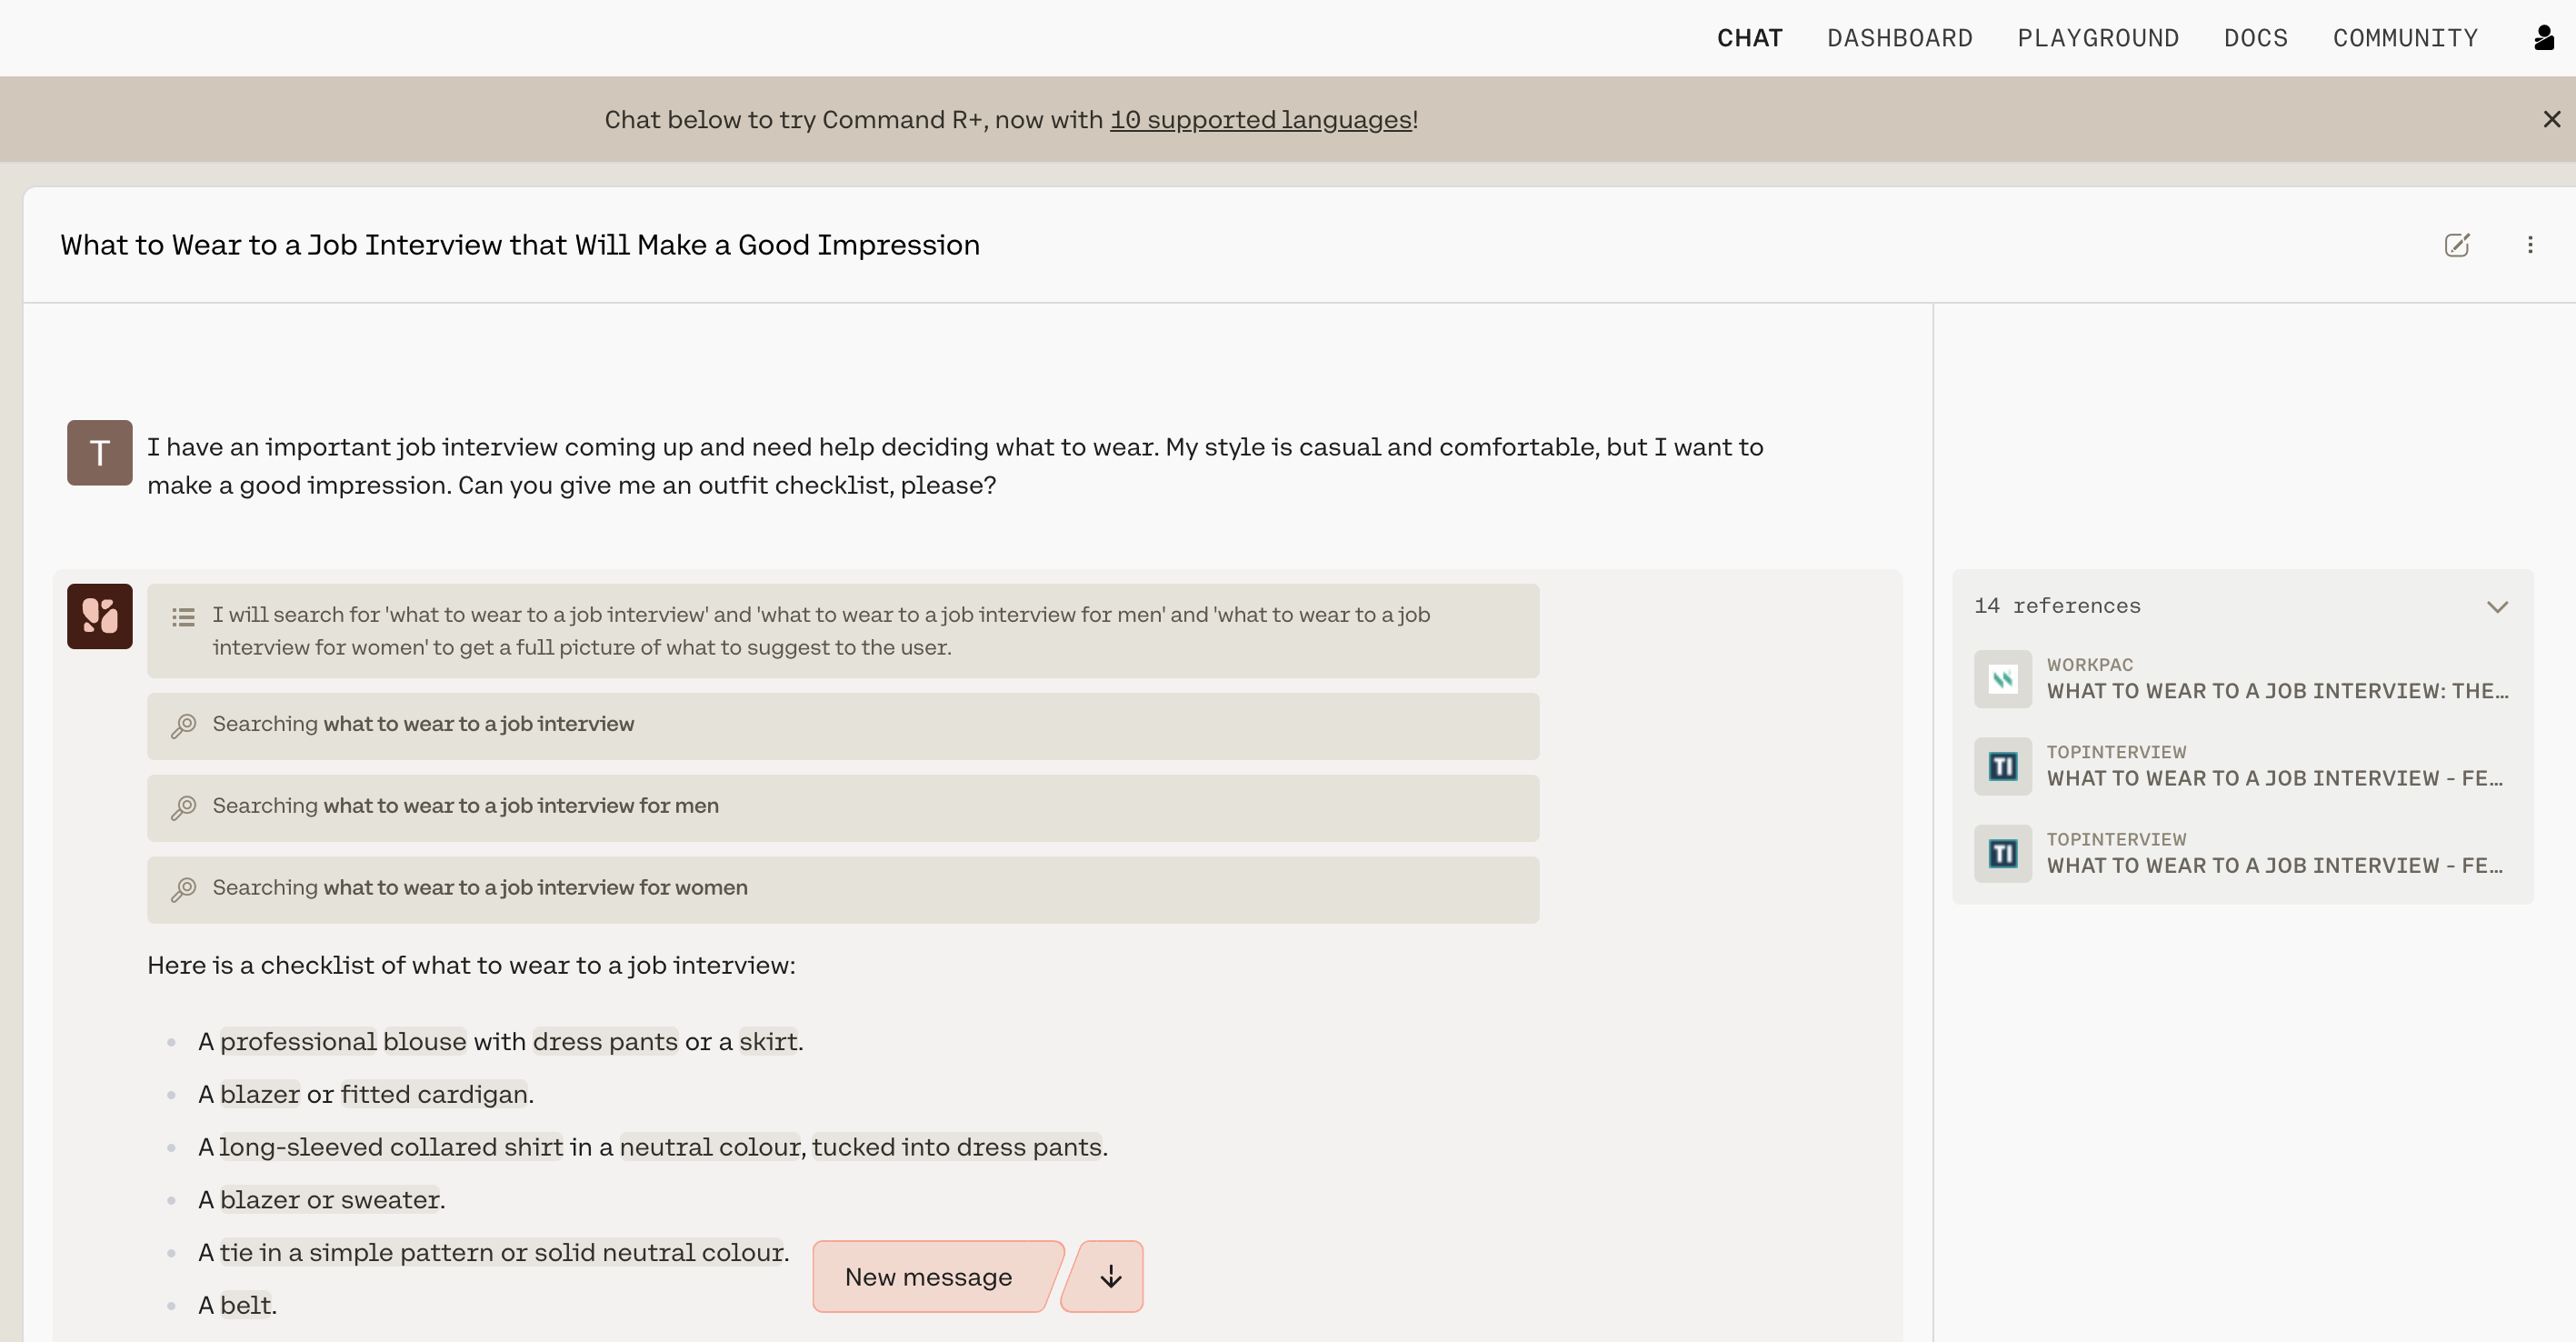 CHAT DASHBOARD PLAYGROUND DOCS COMMUNITY
Chat below to try Command R+, now with 10 supported languages!
What to Wear to a Job Interview that Will Make a Good Impression
T
I have an important job interview coming up and need help deciding what to wear. My style is casual and comfortable, but I want to
make a good impression. Can you give me an outfit checklist, please?
I will search for 'what to wear to a job interview' and 'what to wear to a job interview for men' and 'what to wear to a job
interview for women' to get a full picture of what to suggest to the user.
Searching what to wear to a job interview
Searching what to wear to a job interview for men
Searching what to wear to a job interview for women
Here is a checklist of what to wear to a job interview:
A professional blouse with dress pants or a skirt.
A blazer or fitted cardigan.
A long-sleeved collared shirt in a neutral colour, tucked into dress pants.
A blazer or sweater.
A tie in a simple pattern or solid neutral colour.
A belt.
New message
14 references
WORKPAC
WHAT TO WEAR TO A JOB INTERVIEW: THE...
TI
TOPINTERVIEW
WHAT TO WEAR TO A JOB INTERVIEW - FE...
TI
TOPINTERVIEW
WHAT TO WEAR TO A JOB INTERVIEW - FE...